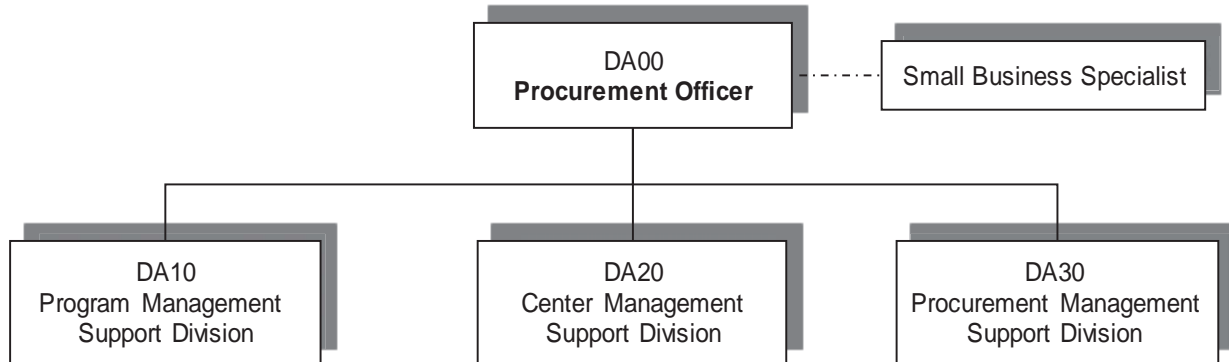 DA00
Procurement Officer
Small Business Specialist
DA10
Program Management
Support Division
DA20
Center Management
Support Division
DA30
Procurement Management
Support Division